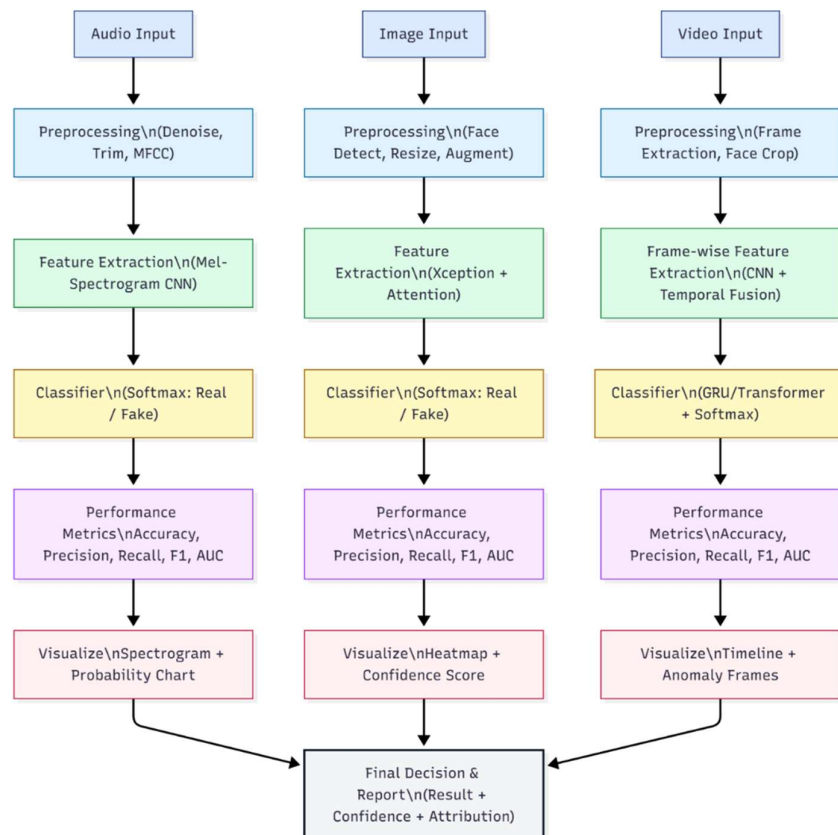 Audio Input
Image Input
Video Input
Preprocessing\n(Denoise,
Trim, MFCC)
Preprocessing\n(Face
Detect, Resize, Augment)
Preprocessing\n(Frame
Extraction, Face Crop)
Feature Extraction\n(Mel-
Spectrogram CNN)
Feature
Extraction\n(Xception +
Attention)
Frame-wise Feature
Extraction\n(CNN +
Temporal Fusion)
Classifier\n(Softmax: Real
/ Fake)
Classifier\n(Softmax: Real
/ Fake)
Classifier\n(GRU/Transformer
+ Softmax)
Performance
Metrics\nAccuracy,
Precision, Recall, F1, AUC
Performance
Metrics\nAccuracy,
Precision, Recall, F1, AUC
Performance
Metrics\nAccuracy,
Precision, Recall, F1, AUC
Visualize\nSpectrogram +
Probability Chart
Visualize\nHeatmap +
Confidence Score
Visualize\nTimeline +
Anomaly Frames
Final Decision &
Report\n(Result +
Confidence + Attribution)